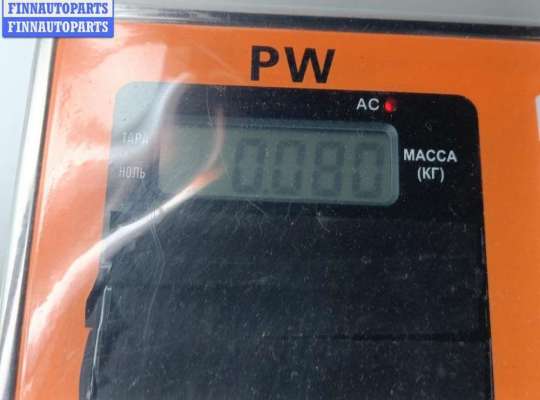 FINNAUTOPARTS
FINNAUTOPARTS
PW
AC
ТАРА
0.080
МАССА
(КГ)
НОЛЬ